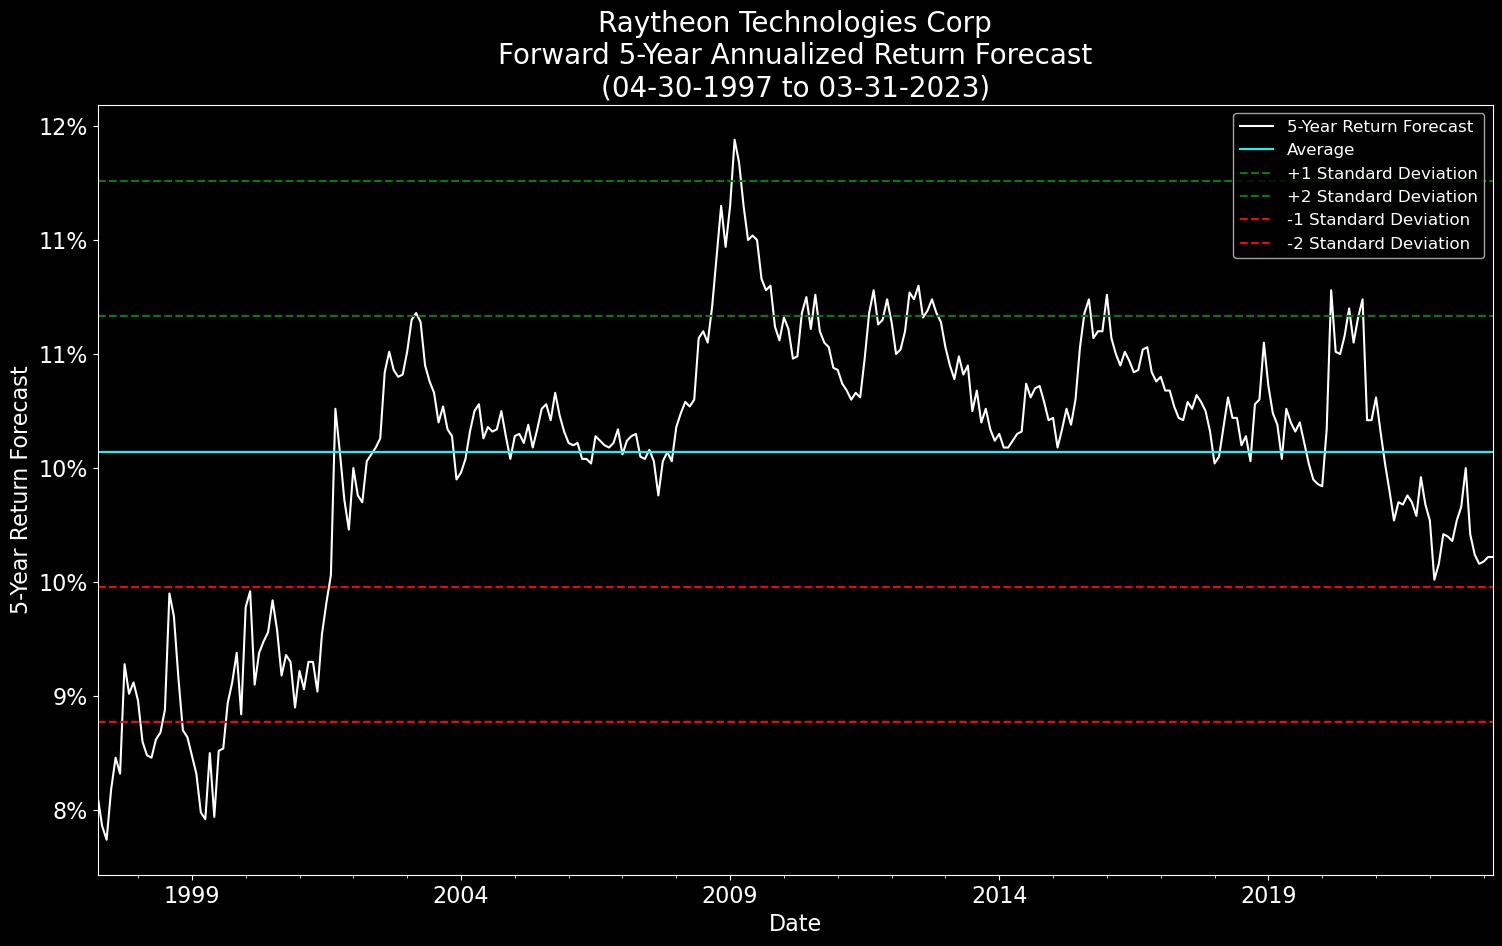 Raytheon Technologies Corp
Forward 5-Year Annualized Return Forecast
(04-30-1997 to 03-31-2023)
5-Year Return Forecast
12%
11%
11%
10%
10%
9%
8%
5-Year Return Forecast
Average
+1 Standard Deviation
+2 Standard Deviation
-1 Standard Deviation
-2 Standard Deviation
1999 2004 2009 2014 2019
Date